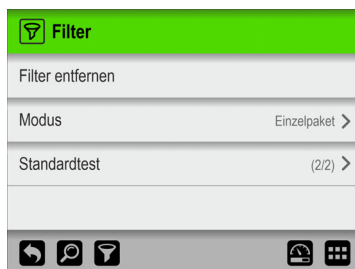 Filter
Filter entfernen
Modus Einzelpaket
Standardtest (2/2)